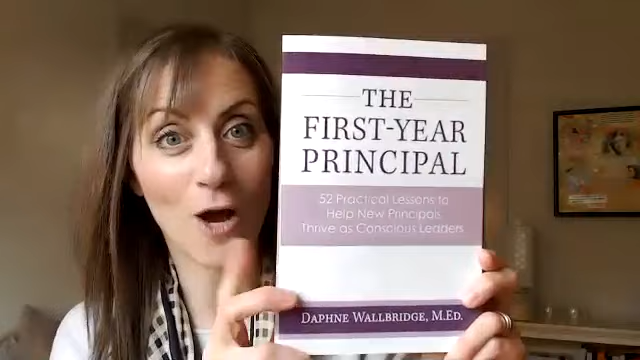 THE
FIRST-YEAR
PRINCIPAL
52 Practical Lessons to
Help New Principals
Thrive as Conscious Leaders
DAPHNE WALLBRIDGE, M.ED.